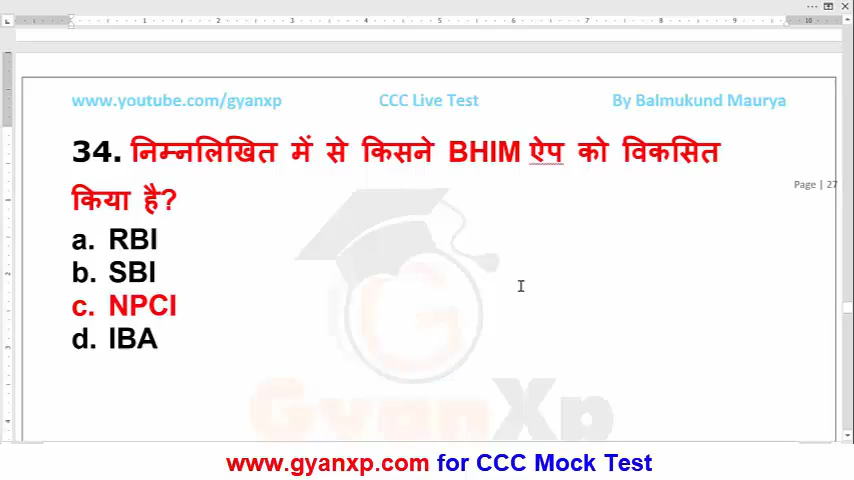 www.youtube.com/gyanxp CCC Live Test By Balmukund Maurya
34. निम्नलिखित में से किसने BHIM ऐप को विकसित
Page | 27
किया है?
a. RBI
b. SBI
c. NPCI
d. IBA
GyanXp
www.gyanxp.com for CCC Mock Test